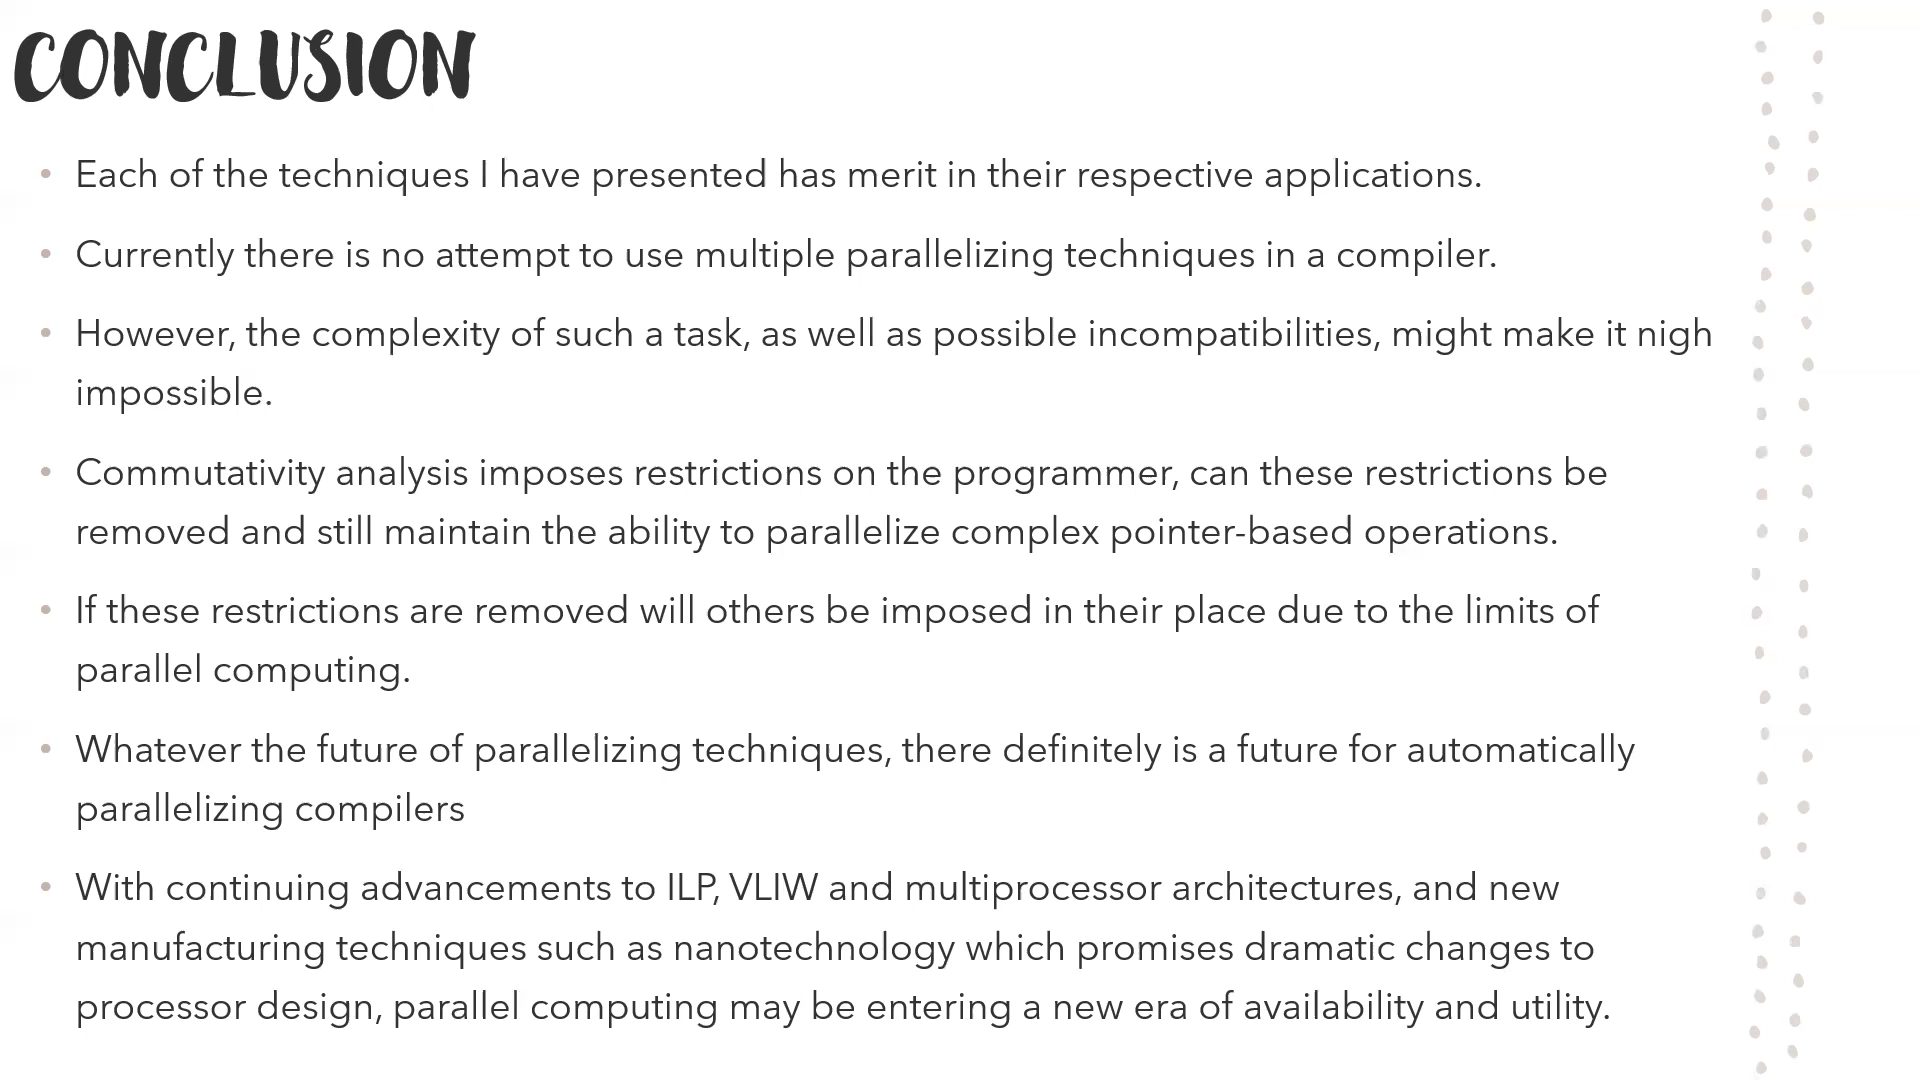 CONCLUSION
• Each of the techniques I have presented has merit in their respective applications.
• Currently there is no attempt to use multiple parallelizing techniques in a compiler.
• However, the complexity of such a task, as well as possible incompatibilities, might make it nigh
impossible.
• Commutativity analysis imposes restrictions on the programmer, can these restrictions be
removed and still maintain the ability to parallelize complex pointer-based operations.
• If these restrictions are removed will others be imposed in their place due to the limits of
parallel computing.
• Whatever the future of parallelizing techniques, there definitely is a future for automatically
parallelizing compilers
• With continuing advancements to ILP, VLIW and multiprocessor architectures, and new
manufacturing techniques such as nanotechnology which promises dramatic changes to
processor design, parallel computing may be entering a new era of availability and utility.